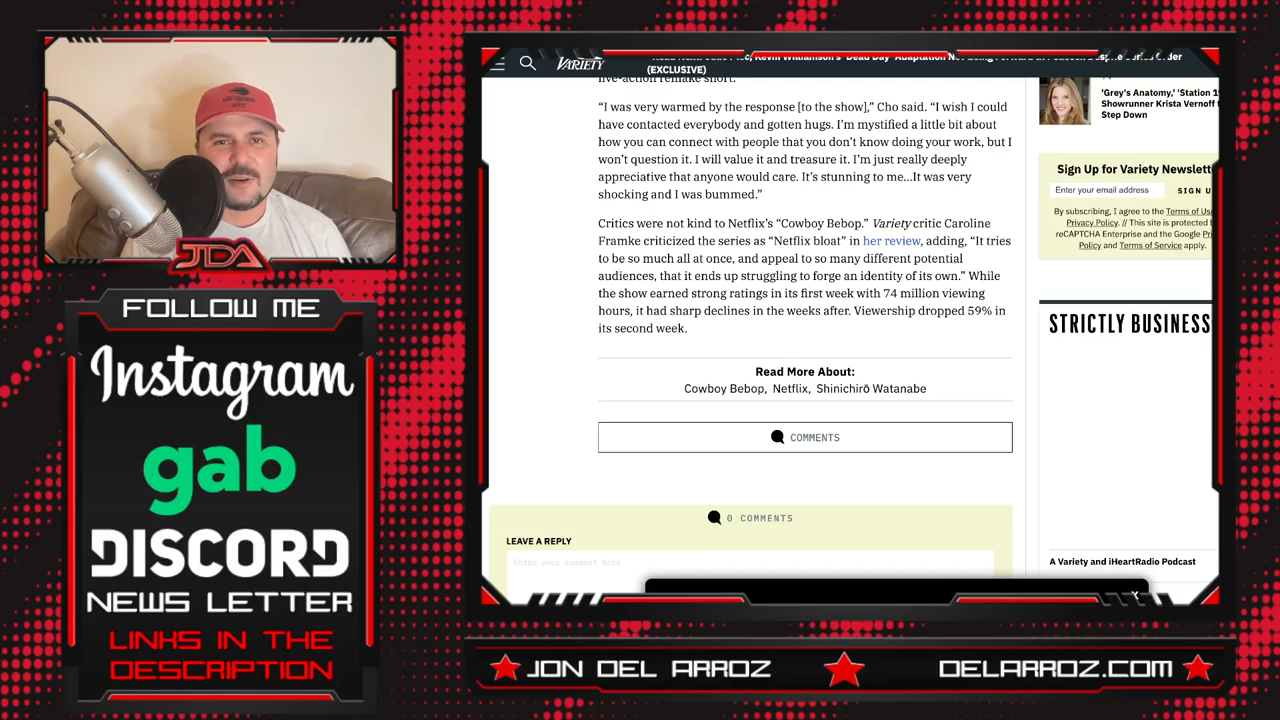 JDA
FOLLOW ME
Instagram
gab
DISCORD
NEWS LETTER
LINKS IN THE
DESCRIPTION
VARIETY
(EXCLUSIVE)
live-action remake short.
“I was very warmed by the response [to the show],” Cho said. “I wish I could
have contacted everybody and gotten hugs. I’m mystified a little bit about
how you can connect with people that you don’t know doing your work, but I
won’t question it. I will value it and treasure it. I’m just really deeply
appreciative that anyone would care. It’s stunning to me...It was very
shocking and I was bummed.”
Critics were not kind to Netflix’s “Cowboy Bebop.” Variety critic Caroline
Framke criticized the series as “Netflix bloat” in her review, adding, “It tries
to be so much all at once, and appeal to so many different potential
audiences, that it ends up struggling to forge an identity of its own.” While
the show earned strong ratings in its first week with 74 million viewing
hours, it had sharp declines in the weeks after. Viewership dropped 59% in
its second week.
Read More About:
Cowboy Bebop, Netflix, Shinichirō Watanabe
COMMENTS
0 COMMENTS
LEAVE A REPLY
Enter your comment here
'Grey's Anatomy,' 'Station 1
Showrunner Krista Vernoff
Step Down
Sign Up for Variety Newslett
Enter your email address
SIGN U
By subscribing, I agree to the Terms of Use
Privacy Policy. // This site is protected b
reCAPTCHA Enterprise and the Google Pri
Policy and Terms of Service apply.
STRICTLY BUSINESS
A Variety and iHeartRadio Podcast
JON DEL ARROZ
DELARROZ.COM